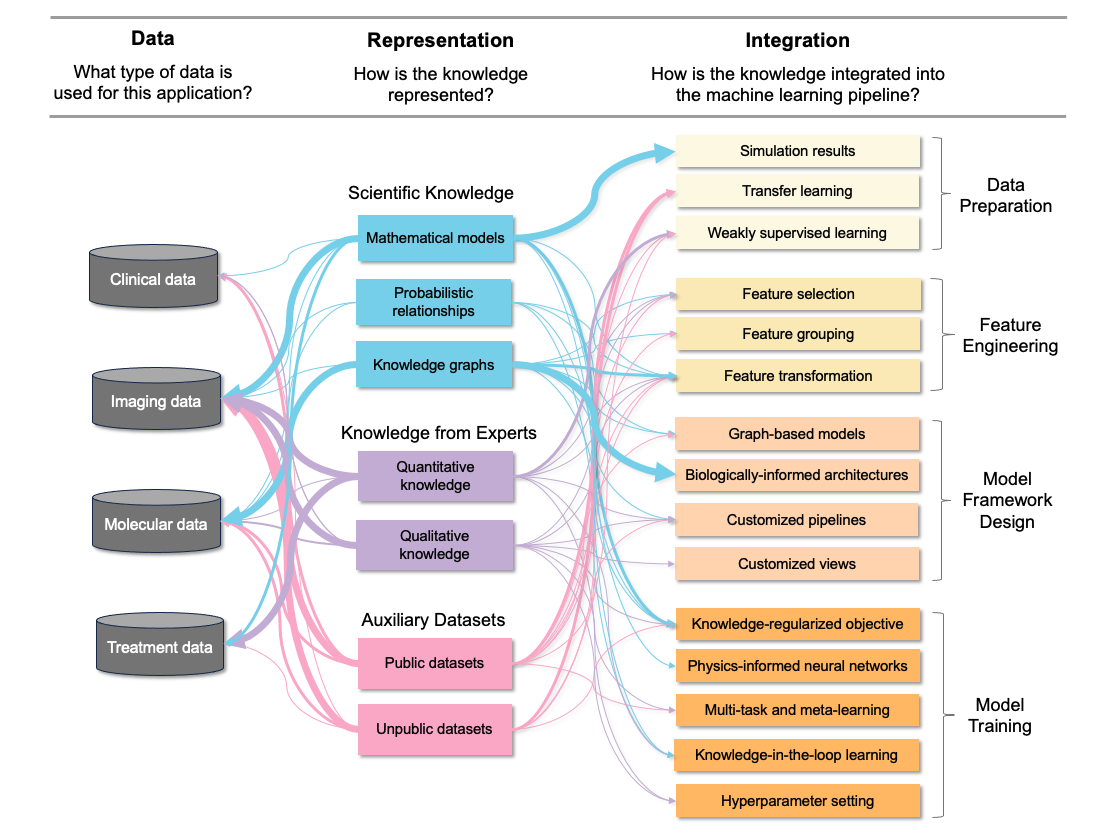 Data
What type of data is
used for this application?
Representation
How is the knowledge
represented?
Integration
How is the knowledge integrated into
the machine learning pipeline?
Clinical data
Imaging data
Molecular data
Treatment data
Scientific Knowledge
Mathematical models
Probabilistic
relationships
Knowledge graphs
Knowledge from Experts
Quantitative
knowledge
Qualitative
knowledge
Auxiliary Datasets
Public datasets
Unpublic datasets
Simulation results
Transfer learning
Weakly supervised learning
Data
Preparation
Feature selection
Feature grouping
Feature transformation
Feature
Engineering
Graph-based models
Biologically-informed architectures
Customized pipelines
Customized views
Model
Framework
Design
Knowledge-regularized objective
Physics-informed neural networks
Multi-task and meta-learning
Knowledge-in-the-loop learning
Hyperparameter setting
Model
Training